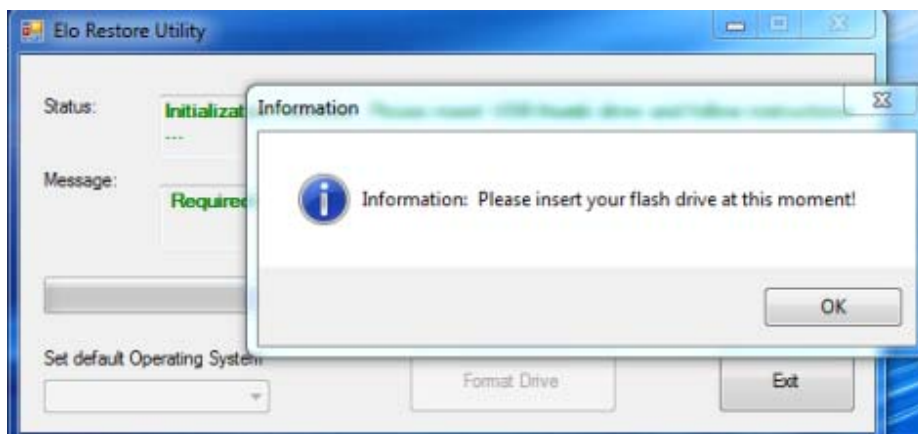 Elo Restore Utility
Status:
Initializat
---
Message:
Required
Information
Information: Please insert your flash drive at this moment!
OK
Set default Operating System
Format Drive
Exit